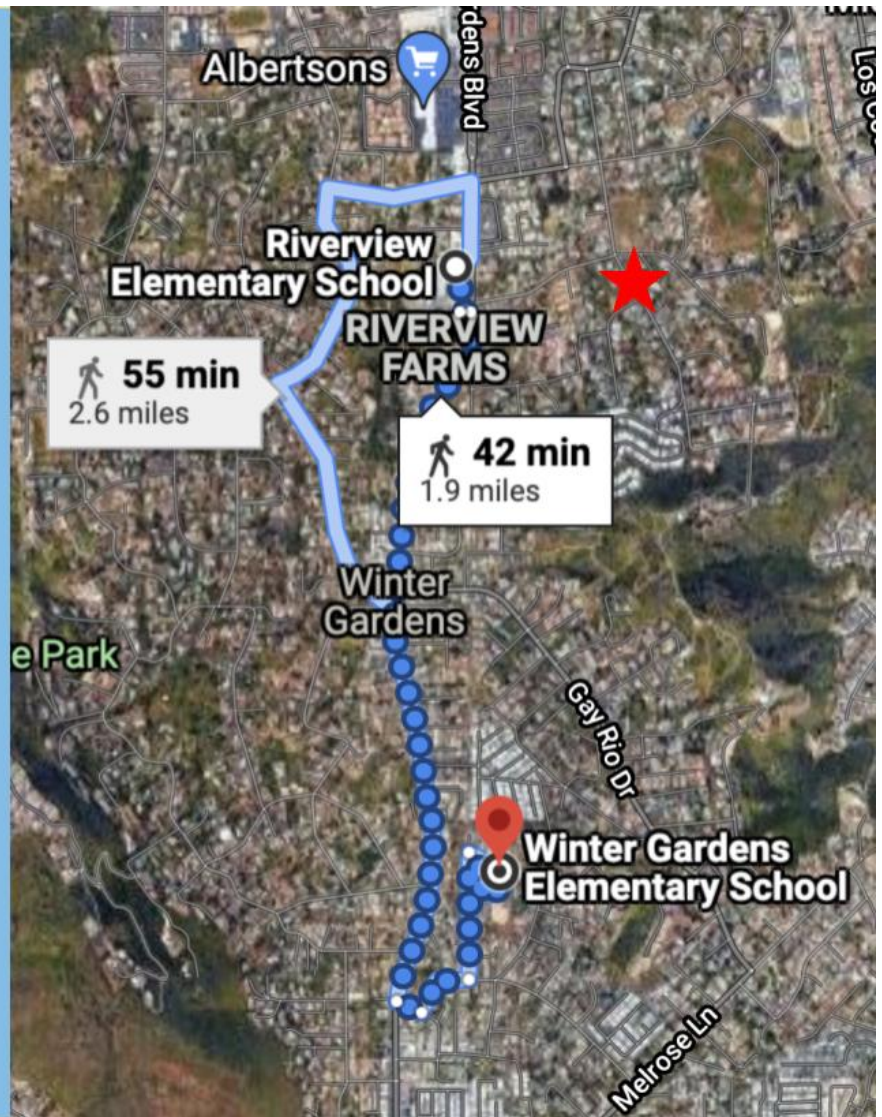 dens Blvd
Albertsons
Riverview
Elementary School
RIVERVIEW
FARMS
55 min
2.6 miles
42 min
1.9 miles
Winter
Gardens
e Park
Gay Rio Dr
Winter Gardens
Elementary School
Melrose Ln
Los Co